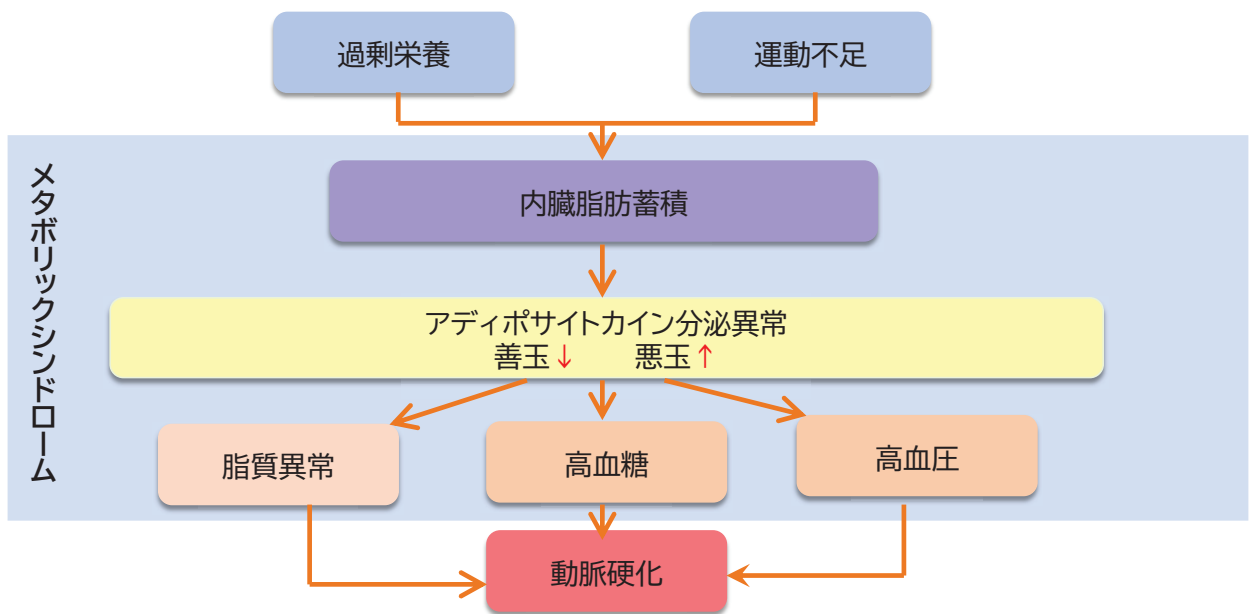 過剰栄養
運動不足
メタボリックシンドローム
内臓脂肪蓄積
アディポサイトカイン分泌異常
善玉↓ 悪玉↑
脂質異常
高血糖
高血圧
動脈硬化